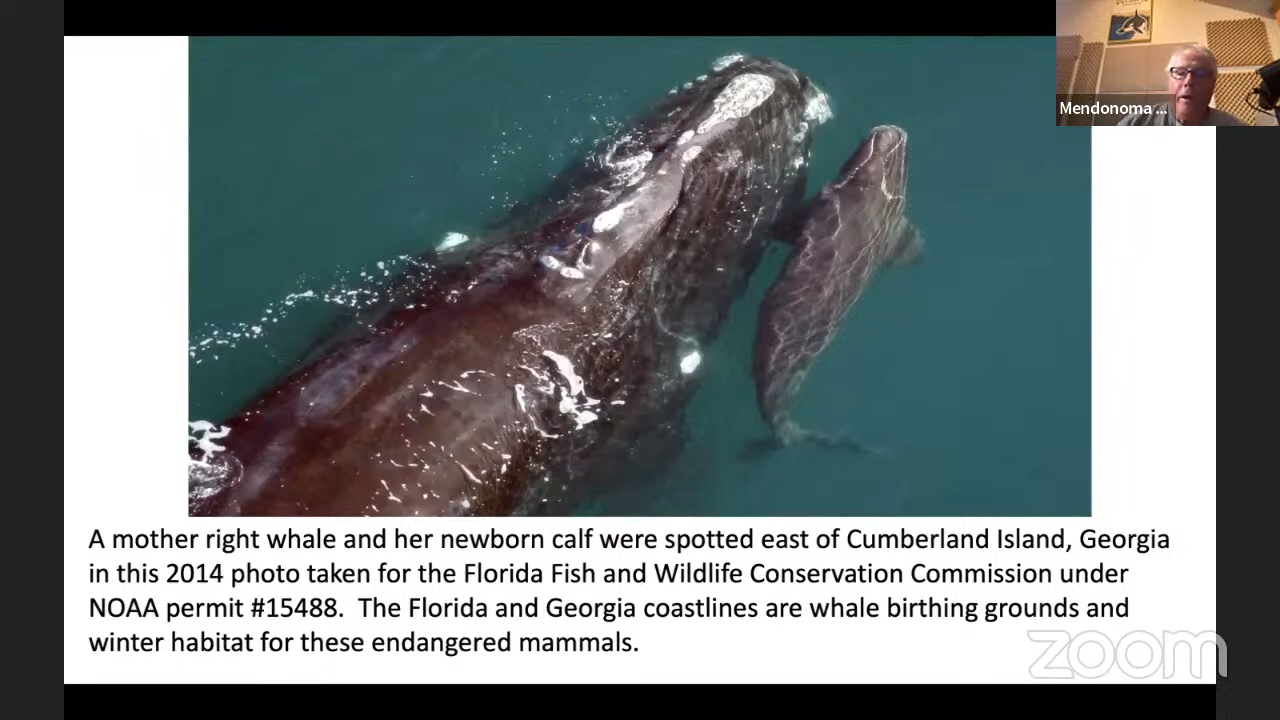 Mendonoma ...
A mother right whale and her newborn calf were spotted east of Cumberland Island, Georgia
in this 2014 photo taken for the Florida Fish and Wildlife Conservation Commission under
NOAA permit #15488.  The Florida and Georgia coastlines are whale birthing grounds and
winter habitat for these endangered mammals.
zoom